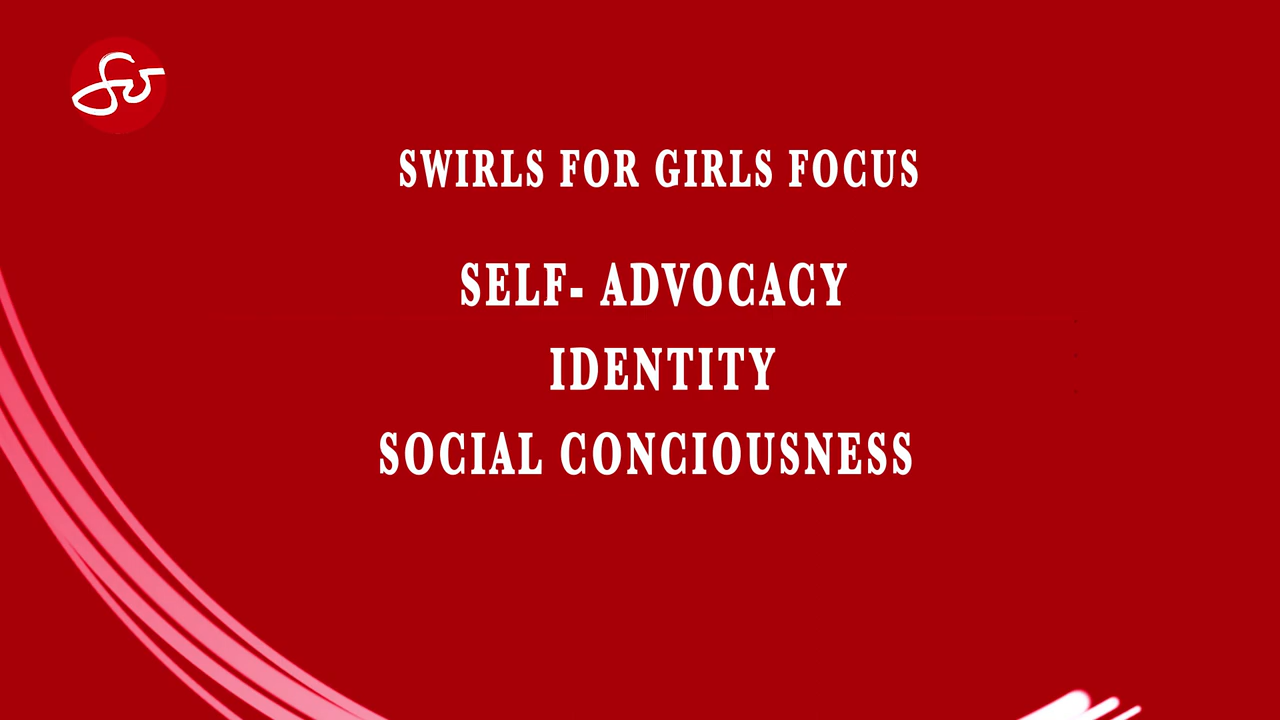 SWIRLS FOR GIRLS FOCUS
SELF- ADVOCACY
IDENTITY
SOCIAL CONCIOUSNESS